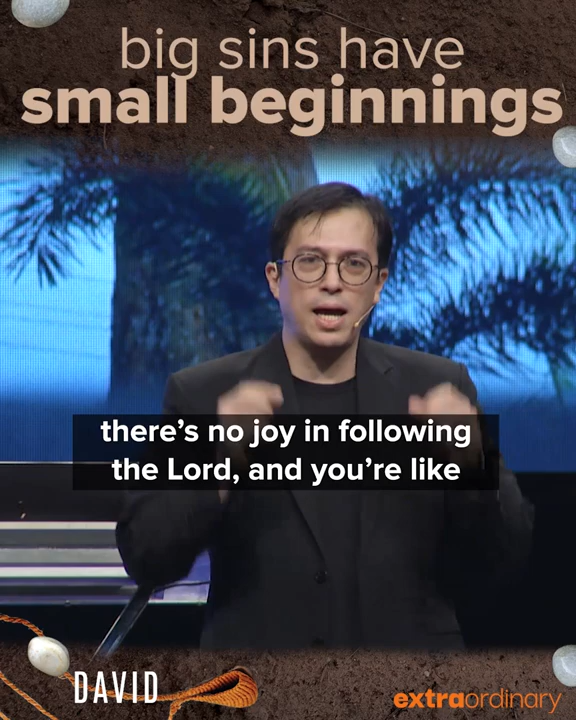 big sins have
small beginnings
there's no joy in following
the Lord, and you're like
DAVID
extraordinary